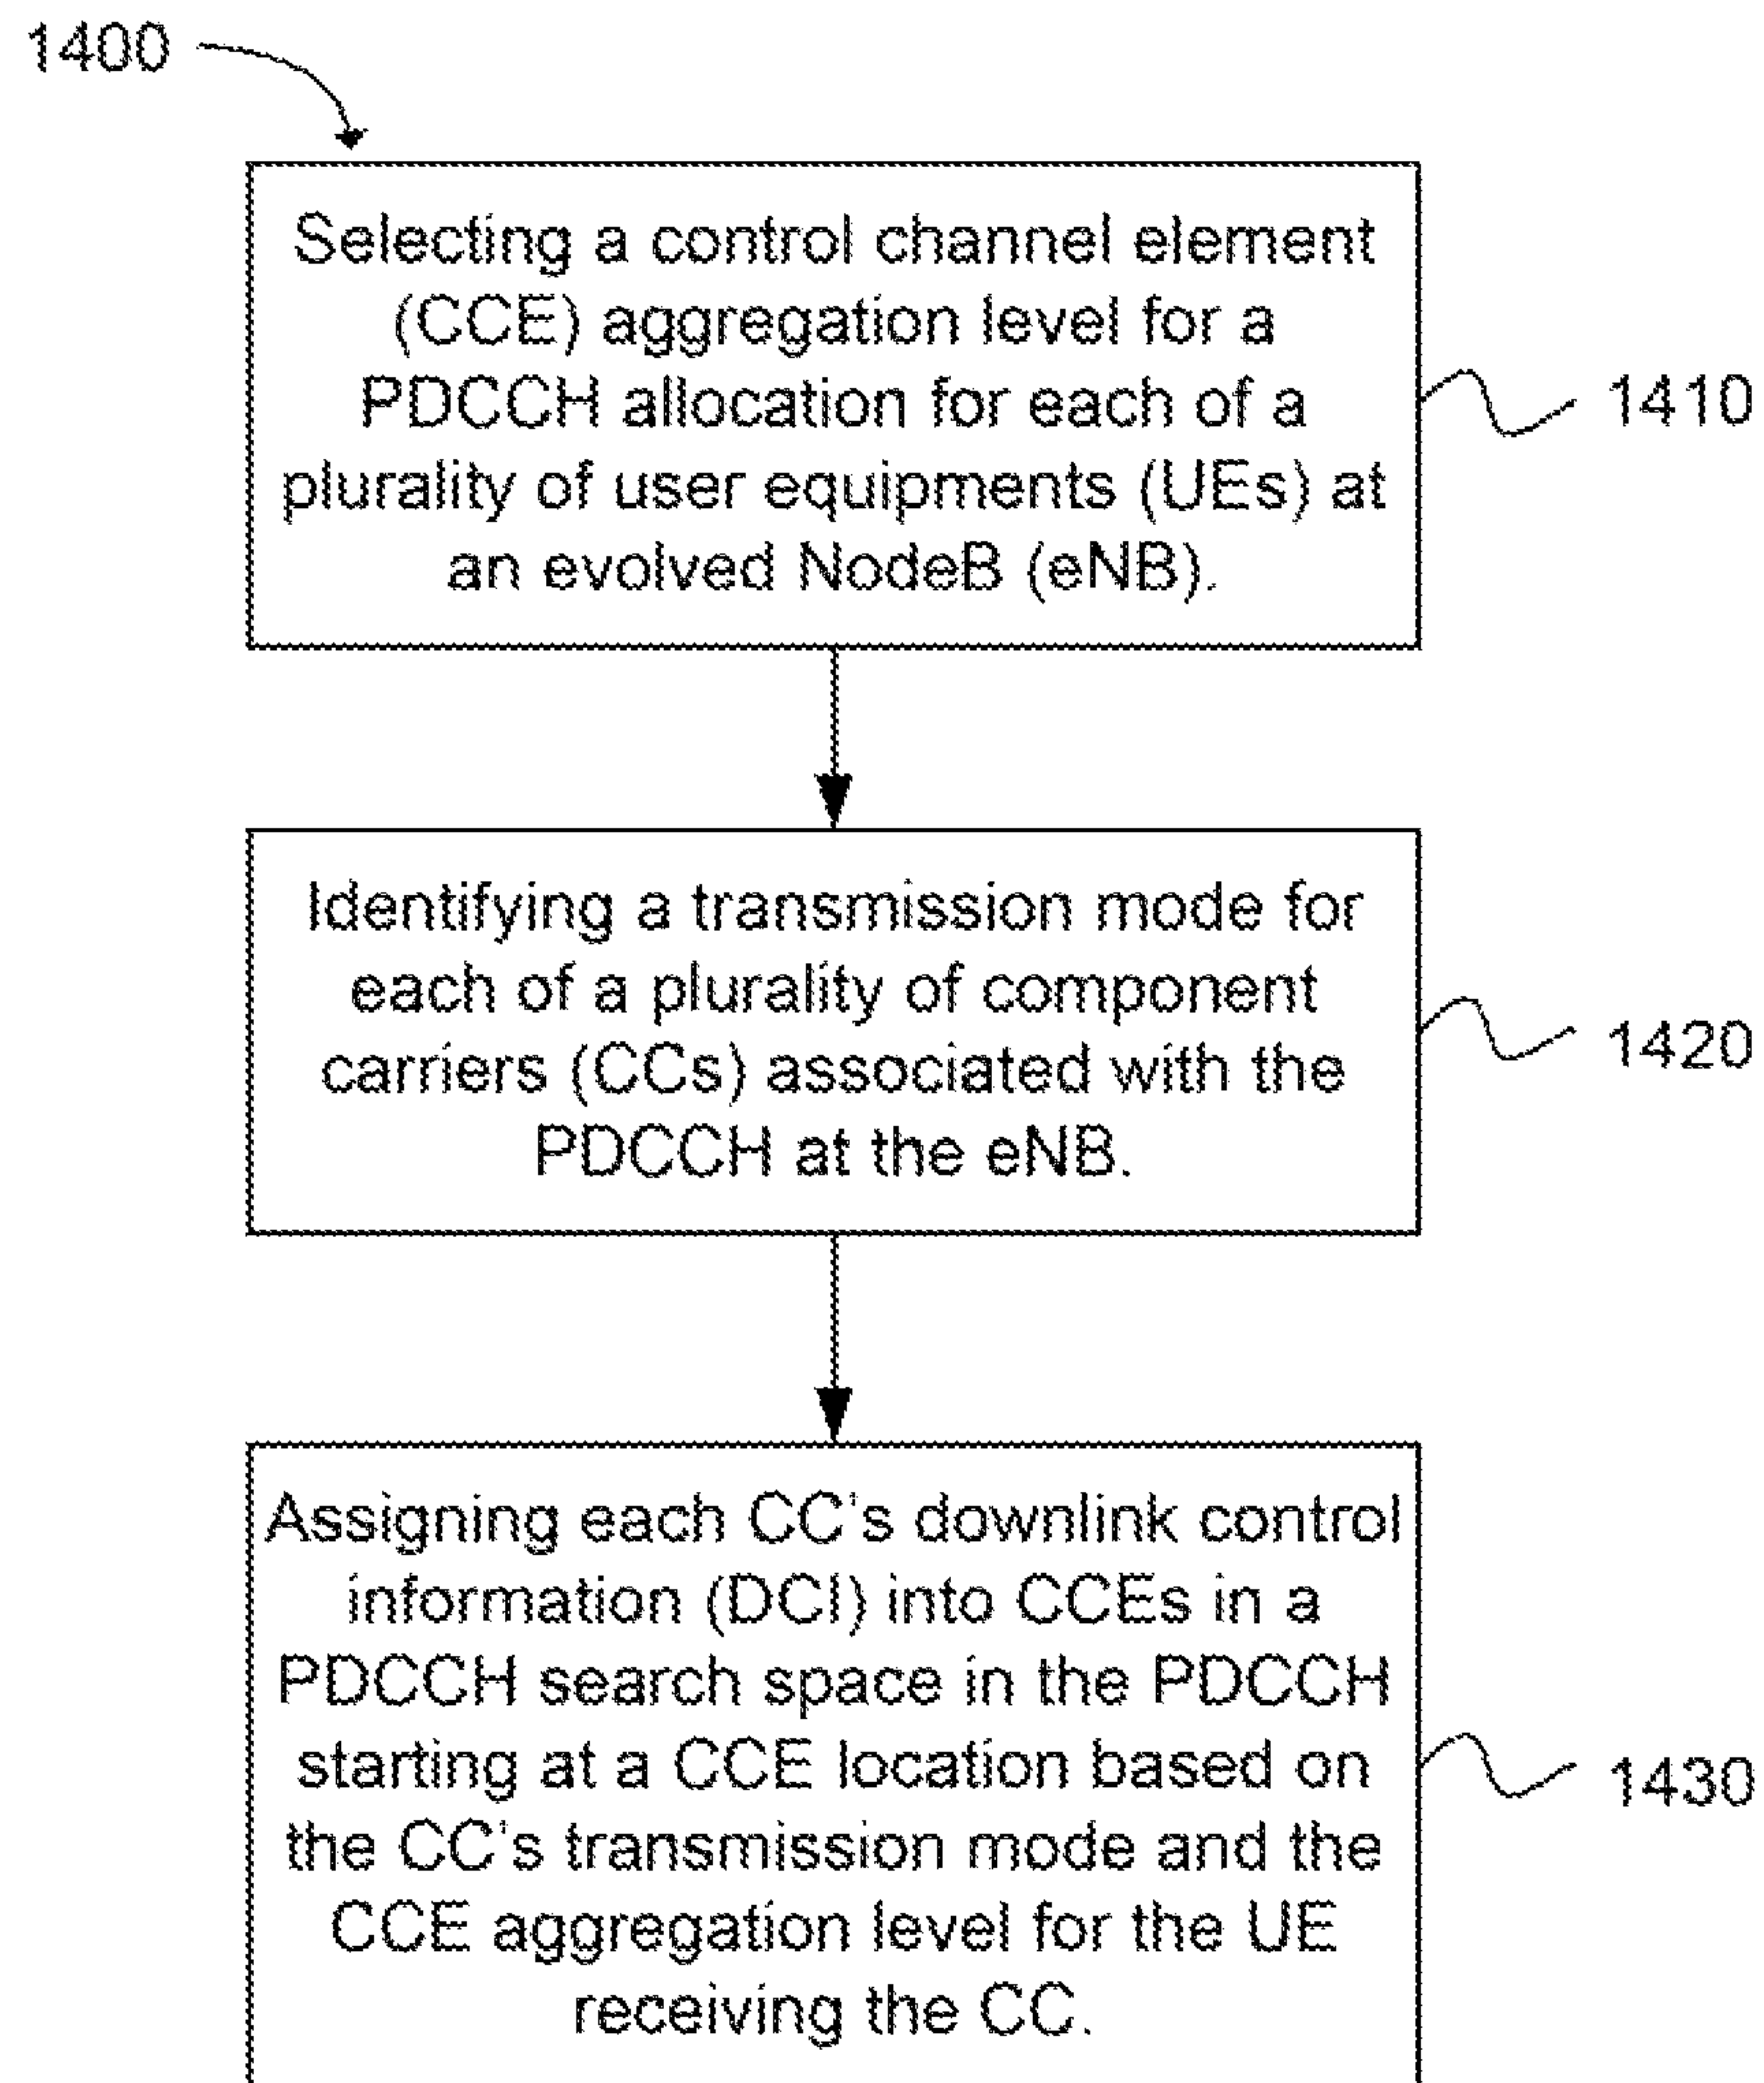 1400
Selecting a control channel element
(CCE) aggregation level for a
PDCCH allocation for each of a
plurality of user equipments (UEs) at
an evolved NodeB (eNB).
1410
Identifying a transmission mode for
each of a plurality of component
carriers (CCs) associated with the
PDCCH at the eNB.
1420
Assigning each CC's downlink control
information (DCI) into CCEs in a
PDCCH search space in the PDCCH
starting at a CCE location based on
the CC's transmission mode and the
CCE aggregation level for the UE
receiving the CC.
1430